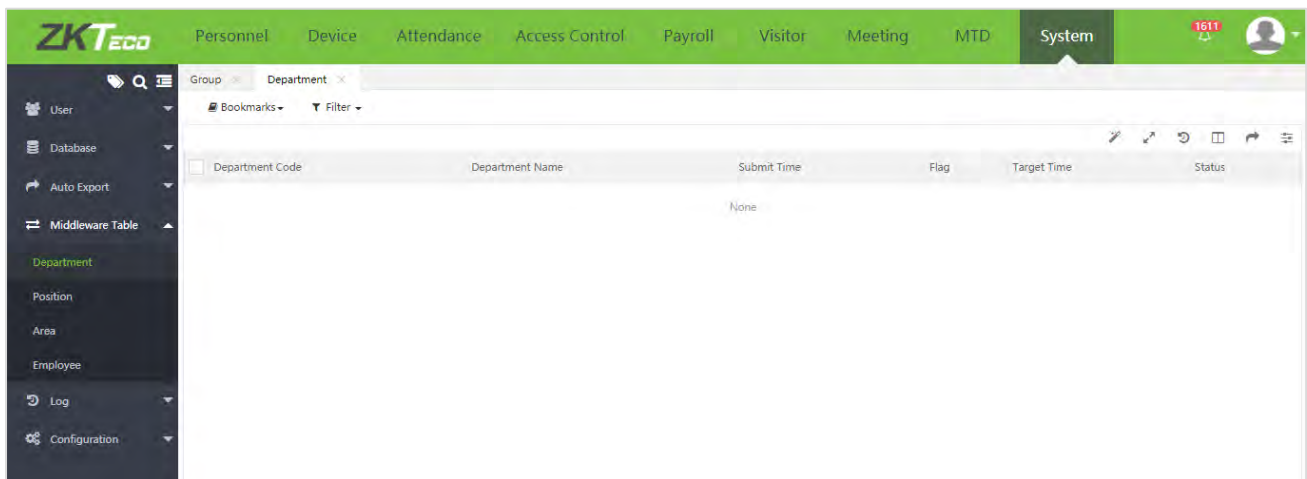 ZKTeco Personnel Device Attendance Access Control Payroll Visitor Meeting MTD System 1611
Group × Department ×
Bookmarks Filter
User
Database
Auto Export
Middleware Table
Department
Position
Area
Employee
Log
Configuration
Department Code Department Name Submit Time Flag Target Time Status
None